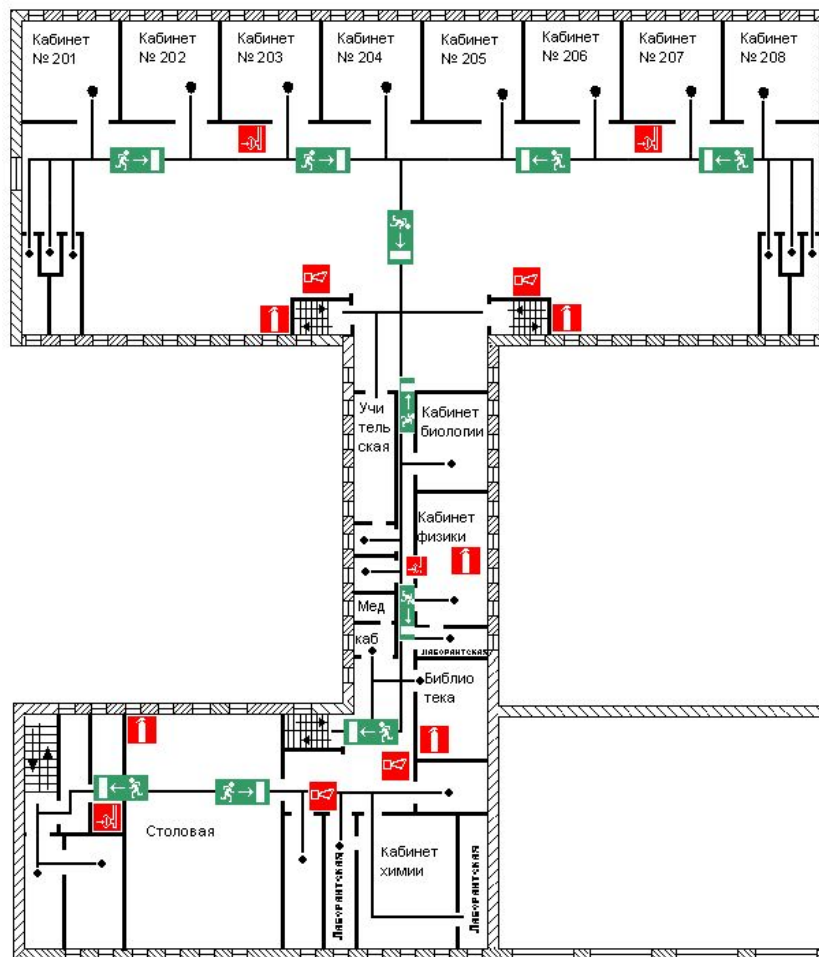 Кабинет
№ 201
Кабинет
№ 202
Кабинет
№ 203
Кабинет
№ 204
Кабинет
№ 205
Кабинет
№ 206
Кабинет
№ 207
Кабинет
№ 208
Учи
тель
ская
Кабинет
биологии
Кабинет
физики
Мед
каб
Лаборантская
Библио
тека
Столовая
Лаборантская
Кабинет
химии
Лаборантская